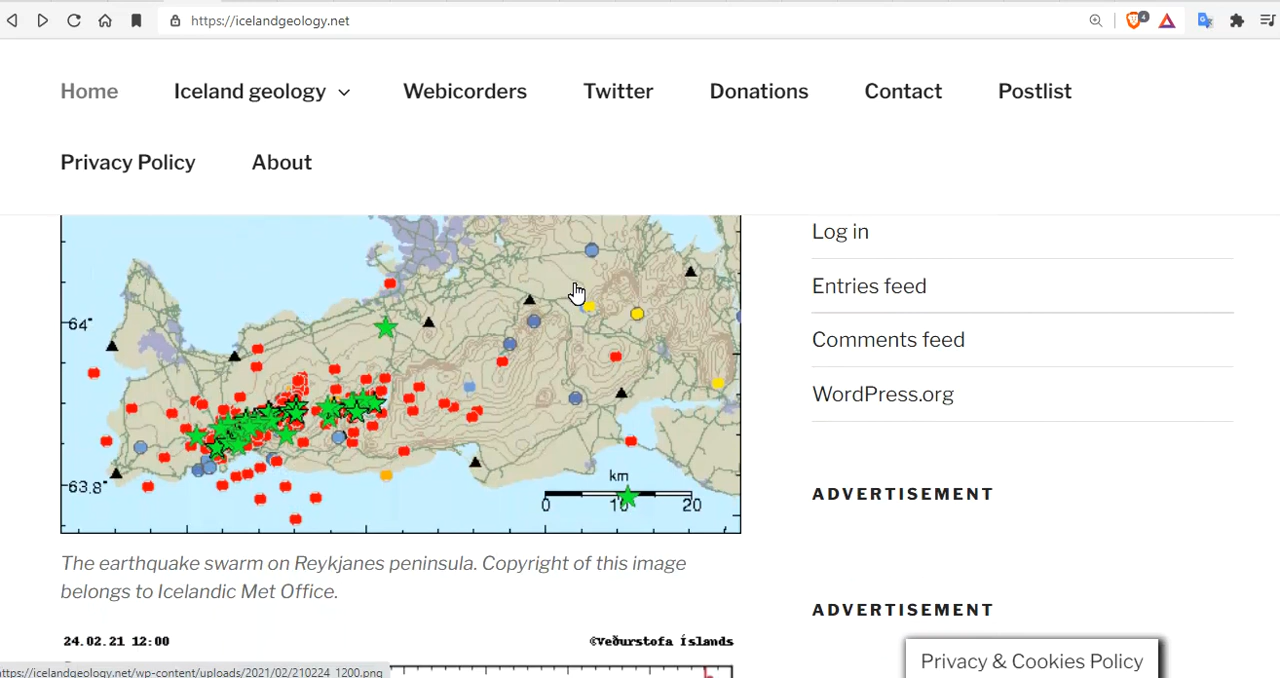 https://icelandgeology.net
4
Home Iceland geology Webicorders Twitter Donations Contact Postlist
Privacy Policy About
64°
63.8°
km
0 10 20
Log in
Entries feed
Comments feed
WordPress.org
ADVERTISEMENT
The earthquake swarm on Reykjanes peninsula. Copyright of this image
belongs to Icelandic Met Office.
ADVERTISEMENT
24.02.21 12:00 ©Veðurstofa Íslands
Privacy & Cookies Policy
ttps://icelandgeology.net/wp-content/uploads/2021/02/210224_1200.png